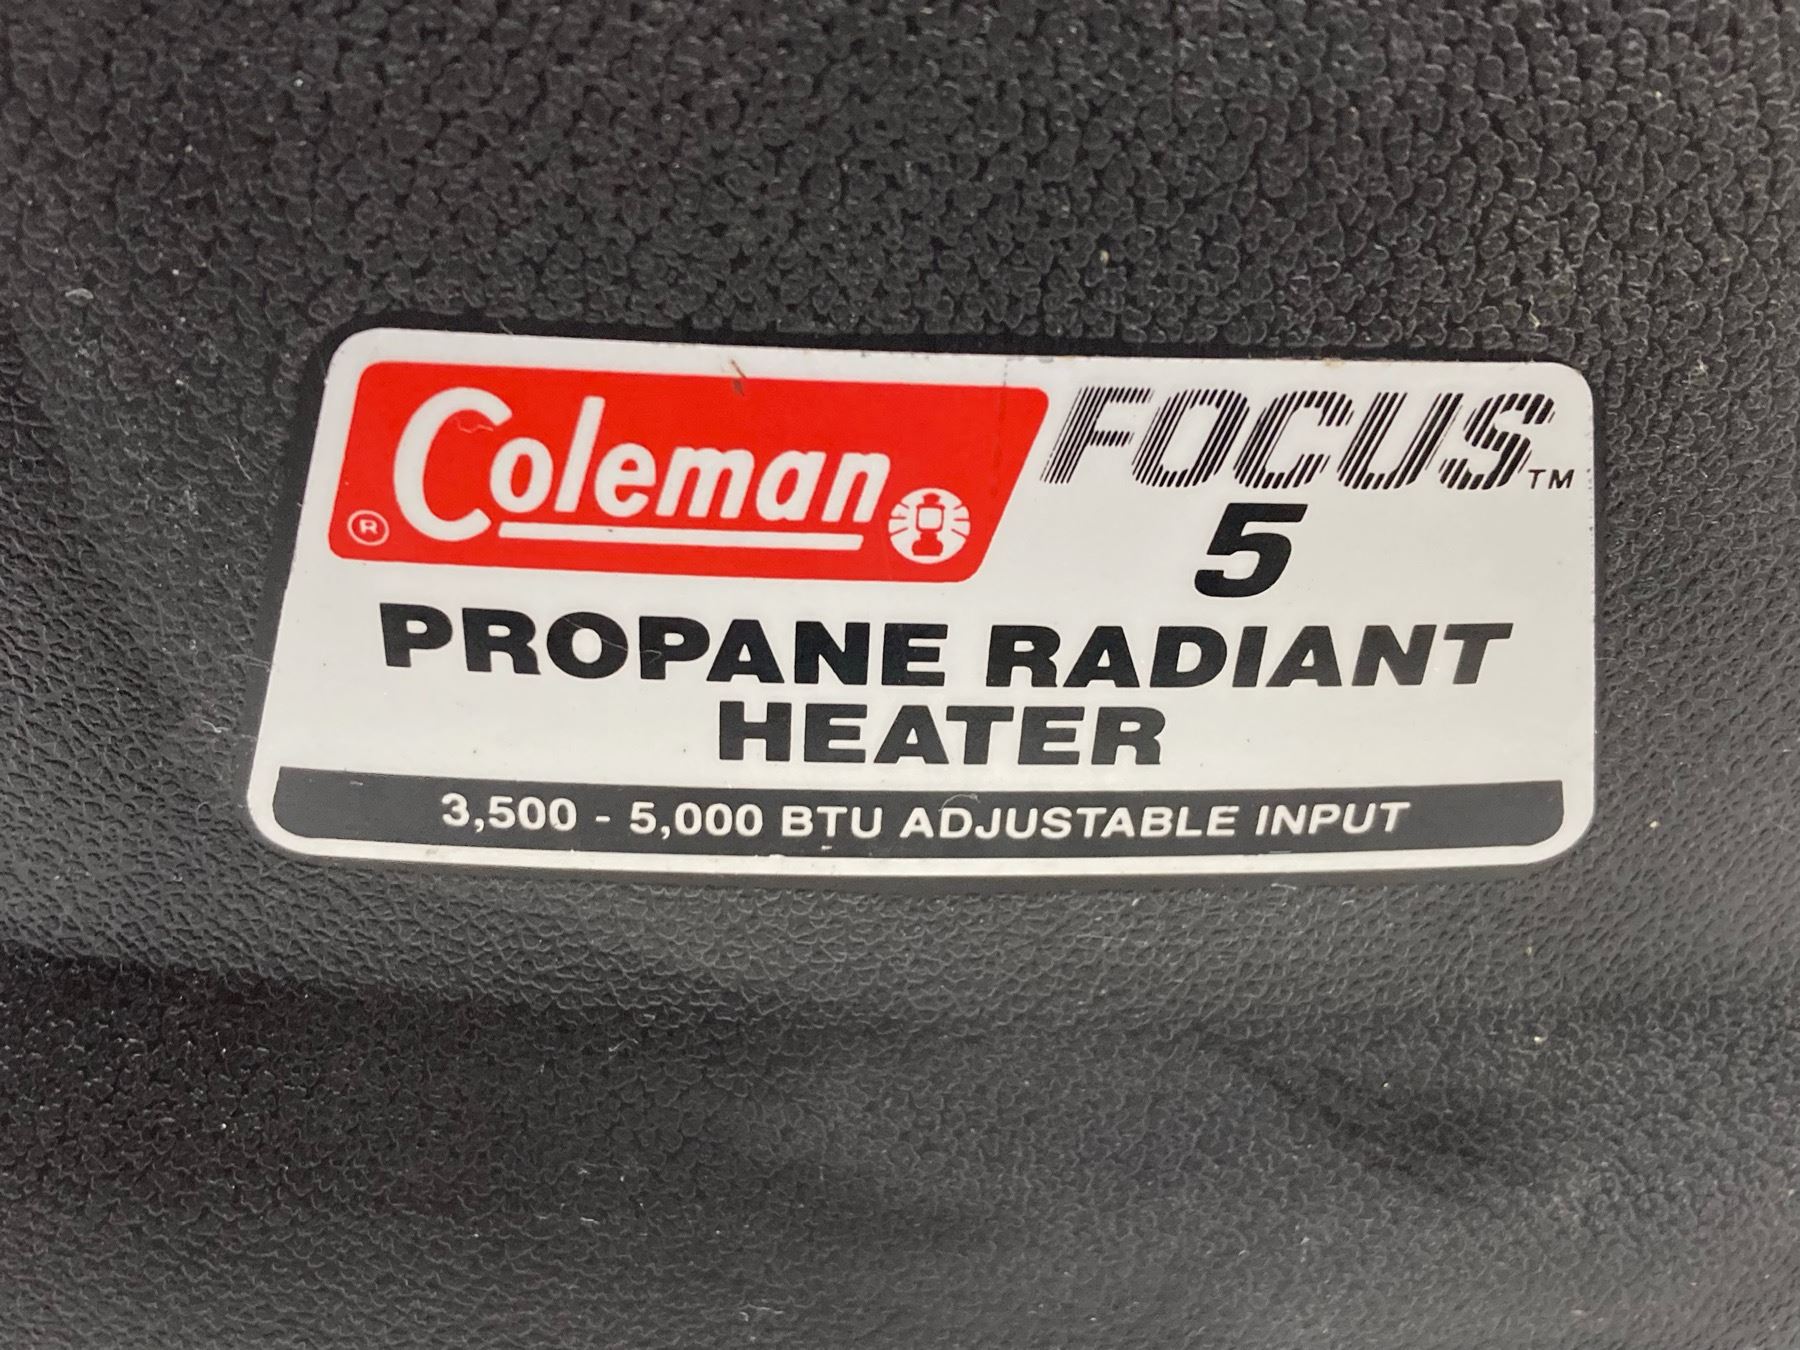 Coleman
®
FOCUS™
5
PROPANE RADIANT
HEATER
3,500 - 5,000 BTU ADJUSTABLE INPUT